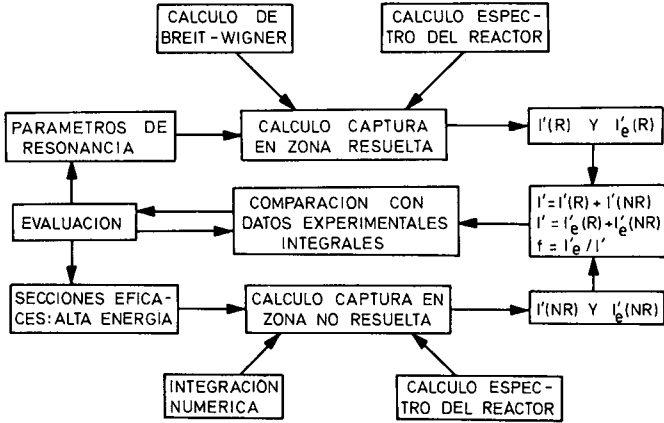 CALCULO DE
BREIT-WIGNER
CALCULO ESPEC-
TRO DEL REACTOR
PARAMETROS DE
RESONANCIA
CALCULO CAPTURA
EN ZONA RESUELTA
I'(R) Y I'e(R)
EVALUACION
COMPARACION CON
DATOS EXPERIMENTALES
INTEGRALES
I'=I'(R)+I'(NR)
I'=I'e(R)+I'e(NR)
f=I'e/I'
SECCIONES EFICA-
CES:ALTA ENERGÍA
CALCULO CAPTURA EN
ZONA NO RESUELTA
I'(NR) Y I'e(NR)
INTEGRACIÓN
NUMERICA
CALCULO ESPEC-
TRO DEL REACTOR